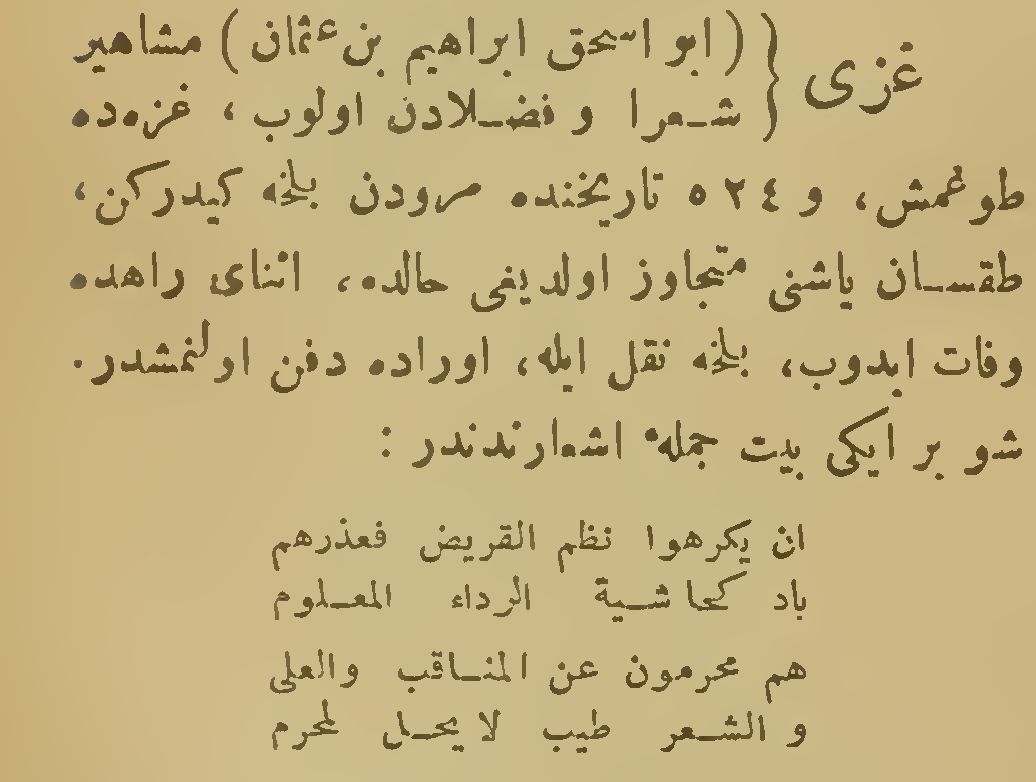 غزی { (ابو اسحق ابراهیم بن عثمان) مشاهیر
شعرا و فضلادن اولوب، غزه‌ده
طوغمش، و ٥٢٤ تاریخنده مرودن بلخه کیدرکن،
طقسان یاشنی متجاوز اولدیغی حالده، اثنای راهده
وفات ایدوب، بلخه نقل ایله، اوراده دفن اولنمشدر.
شو بر ایکی بیت جملهٔ اشعارندندر :
ان یکرهوا نظم القریض فعذرهم
باد کحاشیة الرداء المعلوم
هم محرمون عن المناقب والعلی
و الشعر طیب لا یحل لمحرم